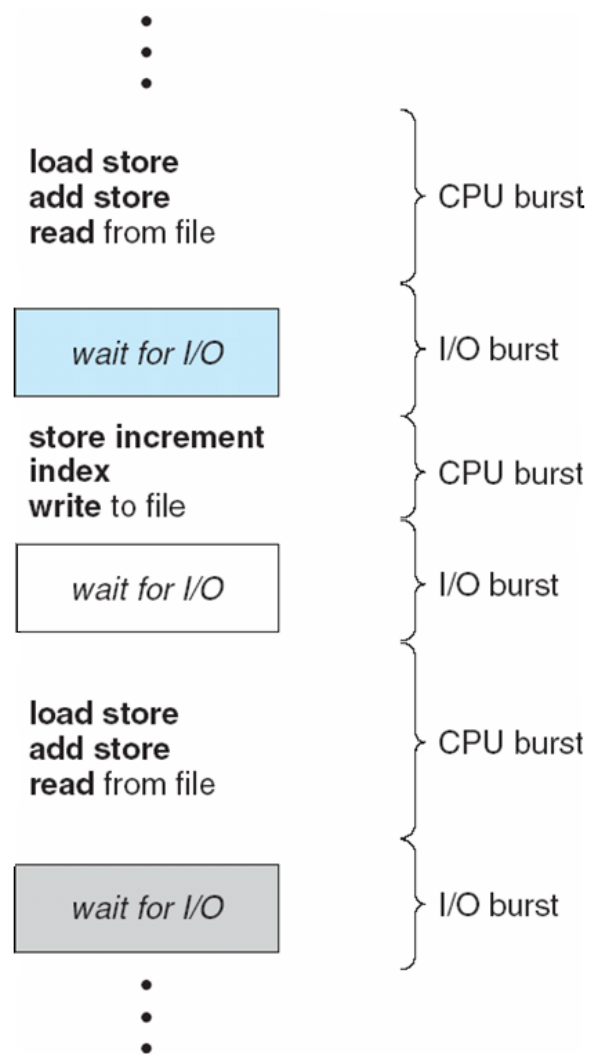 load store
add store
read from file
CPU burst
wait for I/O
I/O burst
store increment
index
write to file
CPU burst
wait for I/O
I/O burst
load store
add store
read from file
CPU burst
wait for I/O
I/O burst